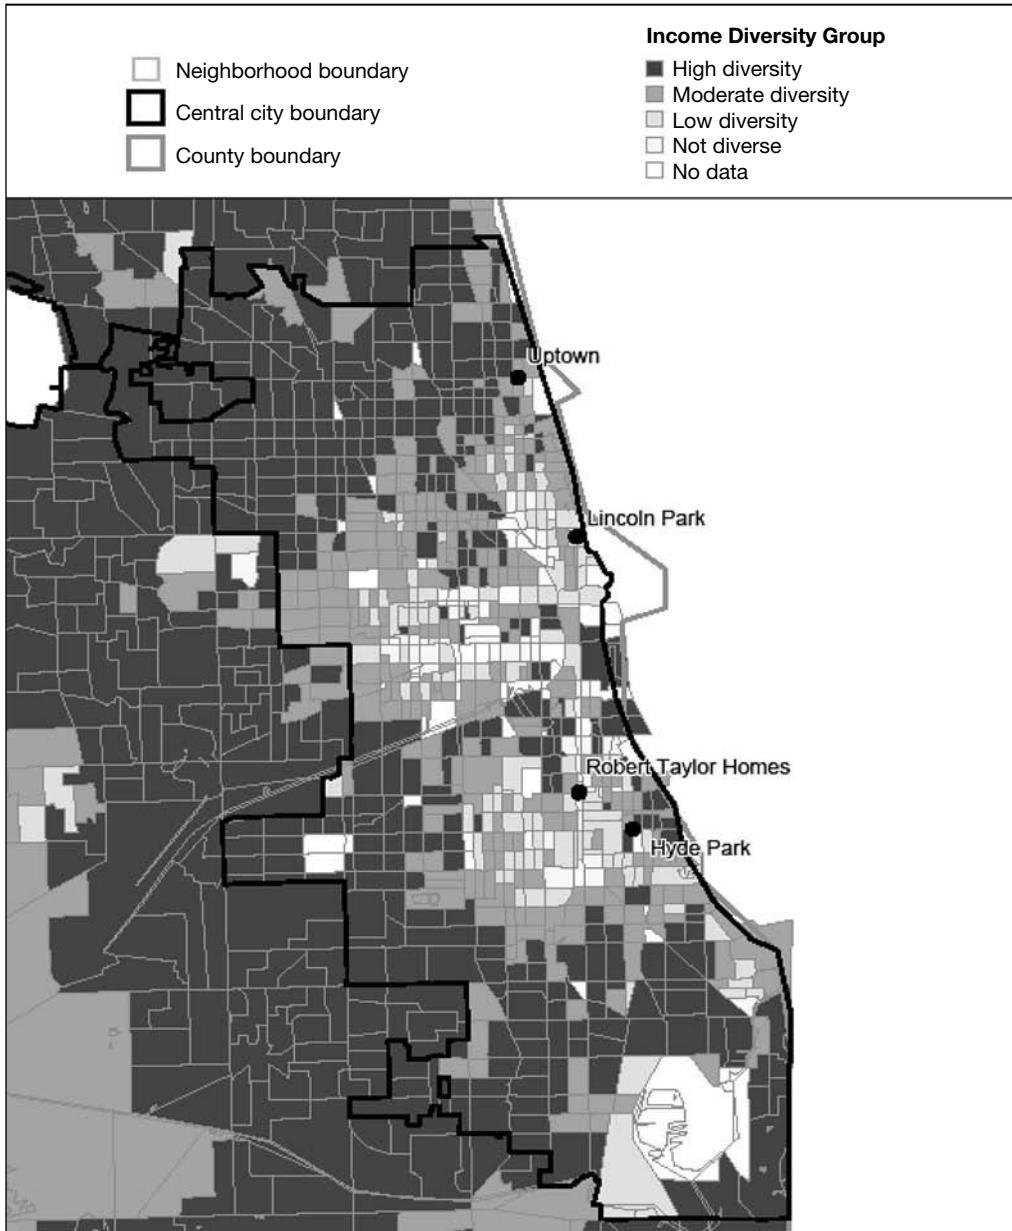 Neighborhood boundary
Central city boundary
County boundary
Income Diversity Group
High diversity
Moderate diversity
Low diversity
Not diverse
No data
Uptown
Lincoln Park
Robert Taylor Homes
Hyde Park